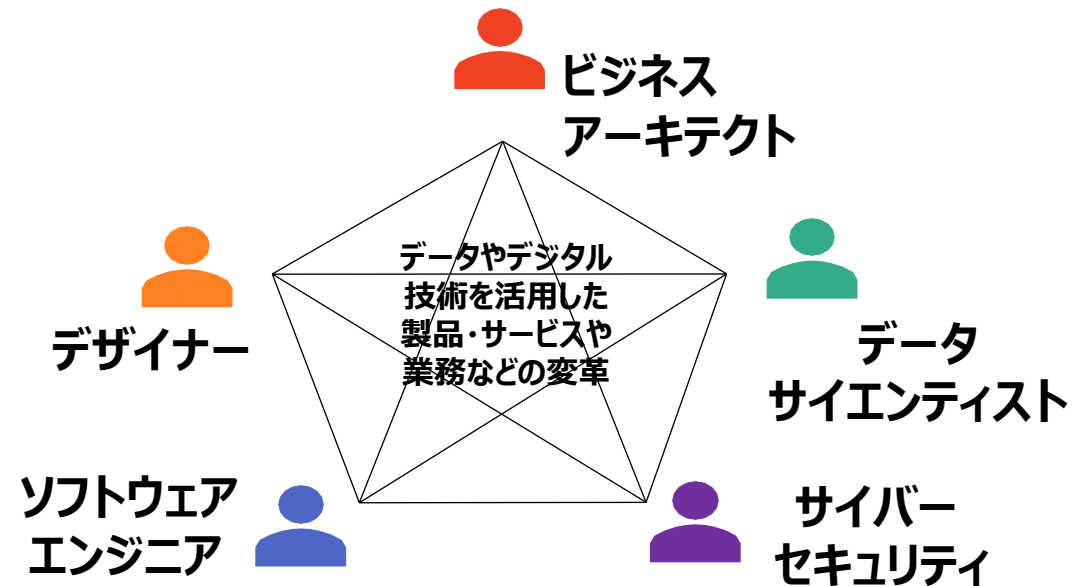 ビジネス
アーキテクト
データやデジタル
技術を活用した
製品・サービスや
業務などの変革
デザイナー
データ
サイエンティスト
ソフトウェア
エンジニア
サイバー
セキュリティ